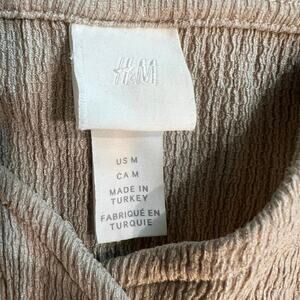 H&M
US M
CA M
MADE IN
TURKEY
FABRIQUÉ EN
TURQUIE